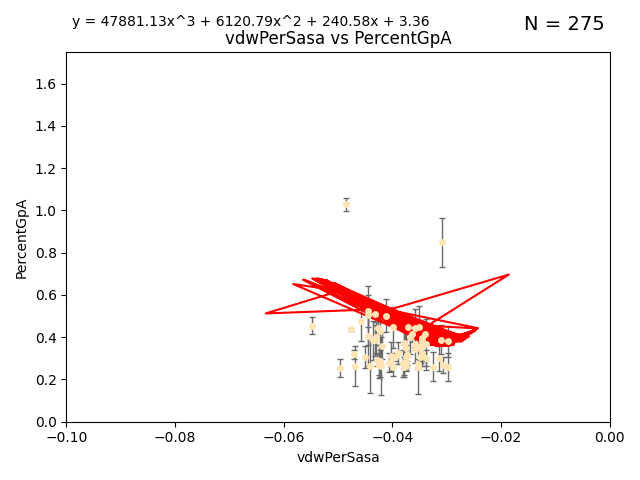 y = 47881.13x^3 + 6120.79x^2 + 240.58x + 3.36
N = 275
vdwPerSasa vs PercentGpA
PercentGpA
1.6
1.4
1.2
1.0
0.8
0.6
0.4
0.2
0.0
−0.10 −0.08 −0.06 −0.04 −0.02 0.00
vdwPerSasa